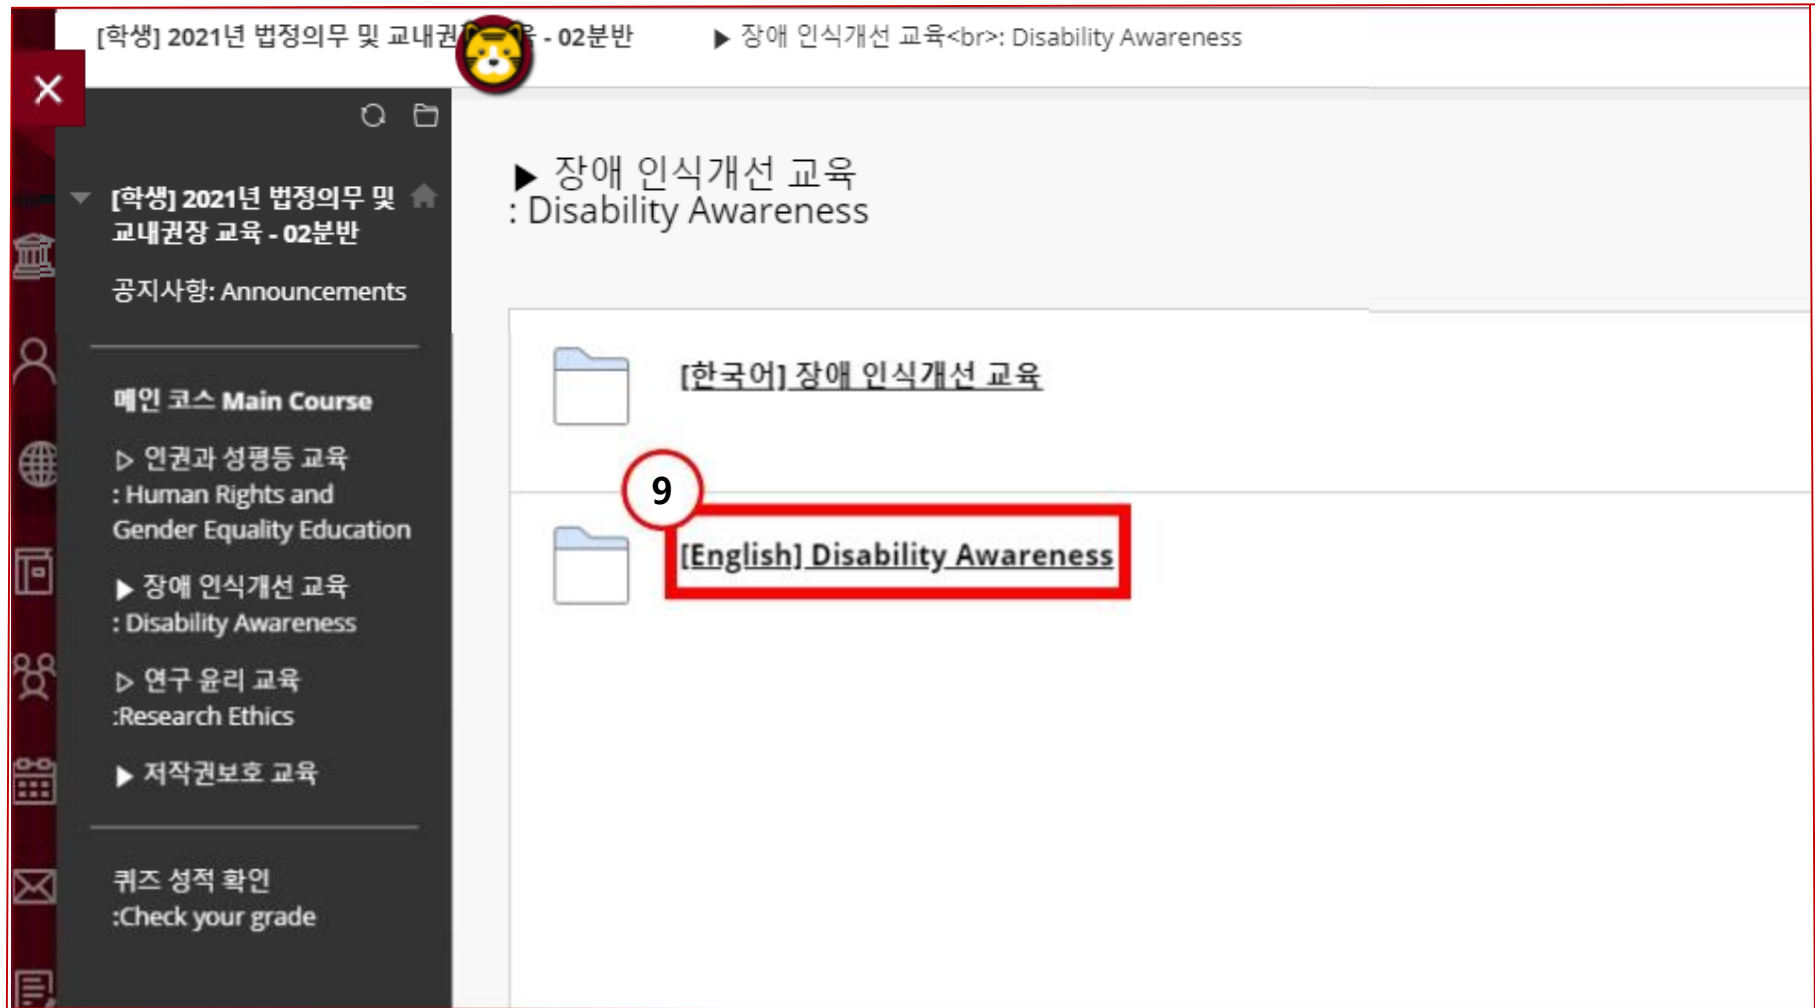 [학생] 2021년 법정의무 및 교내권 - 02분반
▶ 장애 인식개선 교육<br>: Disability Awareness
[학생] 2021년 법정의무 및
교내권장 교육 - 02분반
공지사항: Announcements
메인 코스 Main Course
▷ 인권과 성평등 교육
: Human Rights and
Gender Equality Education
▶ 장애 인식개선 교육
: Disability Awareness
▷ 연구 윤리 교육
:Research Ethics
▶ 저작권보호 교육
퀴즈 성적 확인
:Check your grade
▶ 장애 인식개선 교육
: Disability Awareness
[한국어] 장애 인식개선 교육
9
[English] Disability Awareness